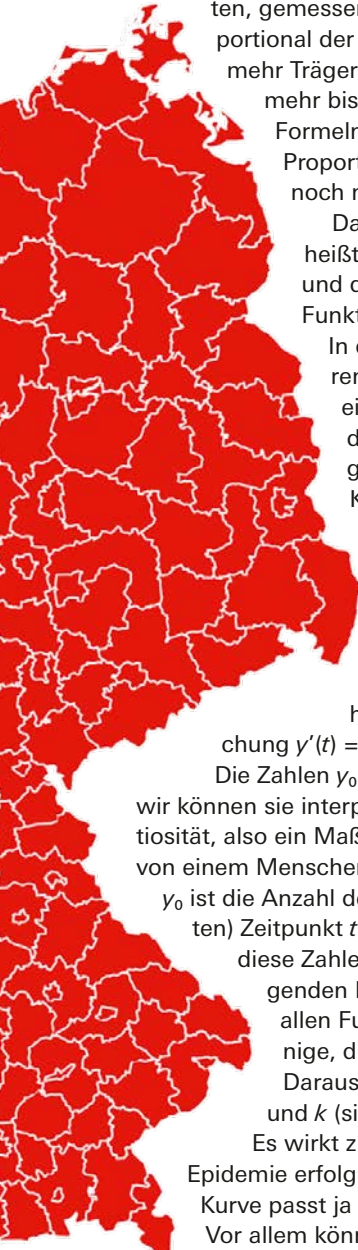 ten, gemessen
portional der
mehr Träger
mehr bis
Formeln
Proport
noch n
Da
heißt
und d
Funkt
In d
ren
ei
d
g
K
h
chung y′(t) =
Die Zahlen y₀
wir können sie interp
tiosität, also ein Maß
von einem Menschen
y₀ ist die Anzahl de
ten) Zeitpunkt t
diese Zahle
genden
allen Fu
nige, d
Daraus
und k (si
Es wirkt z
Epidemie erfolg
Kurve passt ja
Vor allem könn